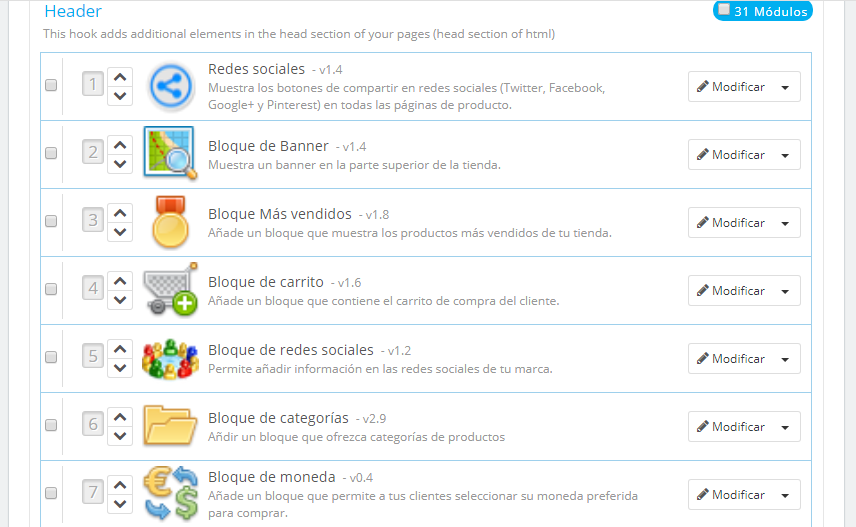 Header
31 Módulos
This hook adds additional elements in the head section of your pages (head section of html)
1
Redes sociales - v1.4
Muestra los botones de compartir en redes sociales (Twitter, Facebook,
Google+ y Pinterest) en todas las páginas de producto.
Modificar
2
Bloque de Banner - v1.4
Muestra un banner en la parte superior de la tienda.
Modificar
3
Bloque Más vendidos - v1.8
Añade un bloque que muestra los productos más vendidos de tu tienda.
Modificar
4
Bloque de carrito - v1.6
Añade un bloque que contiene el carrito de compra del cliente.
Modificar
5
Bloque de redes sociales - v1.2
Permite añadir información en las redes sociales de tu marca.
Modificar
6
Bloque de categorías - v2.9
Añdir un bloque que ofrezca categorías de productos
Modificar
7
Bloque de moneda - v0.4
Añade un bloque que permite a tus clientes seleccionar su moneda preferida
para comprar.
Modificar